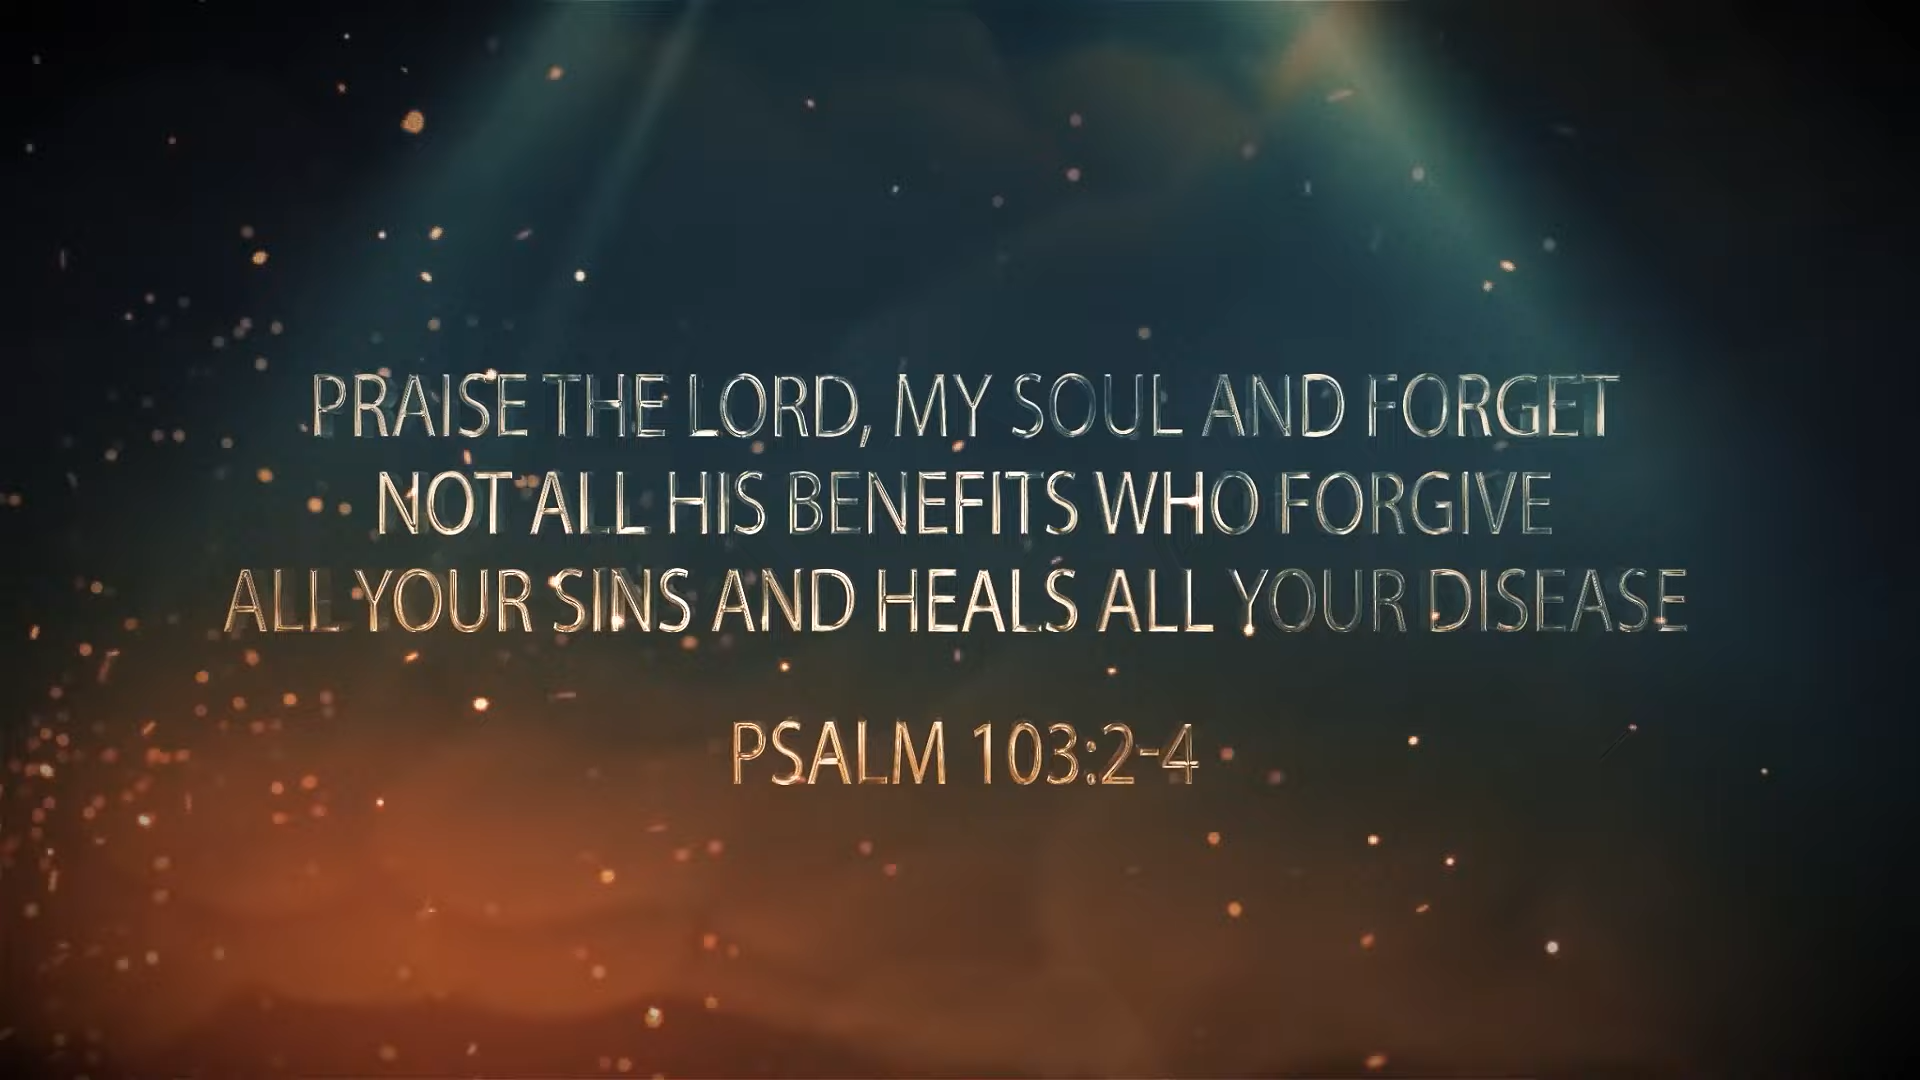 PRAISE THE LORD, MY SOUL AND FORGET
NOT ALL HIS BENEFITS WHO FORGIVE
ALL YOUR SINS AND HEALS ALL YOUR DISEASE
PSALM 103:2-4